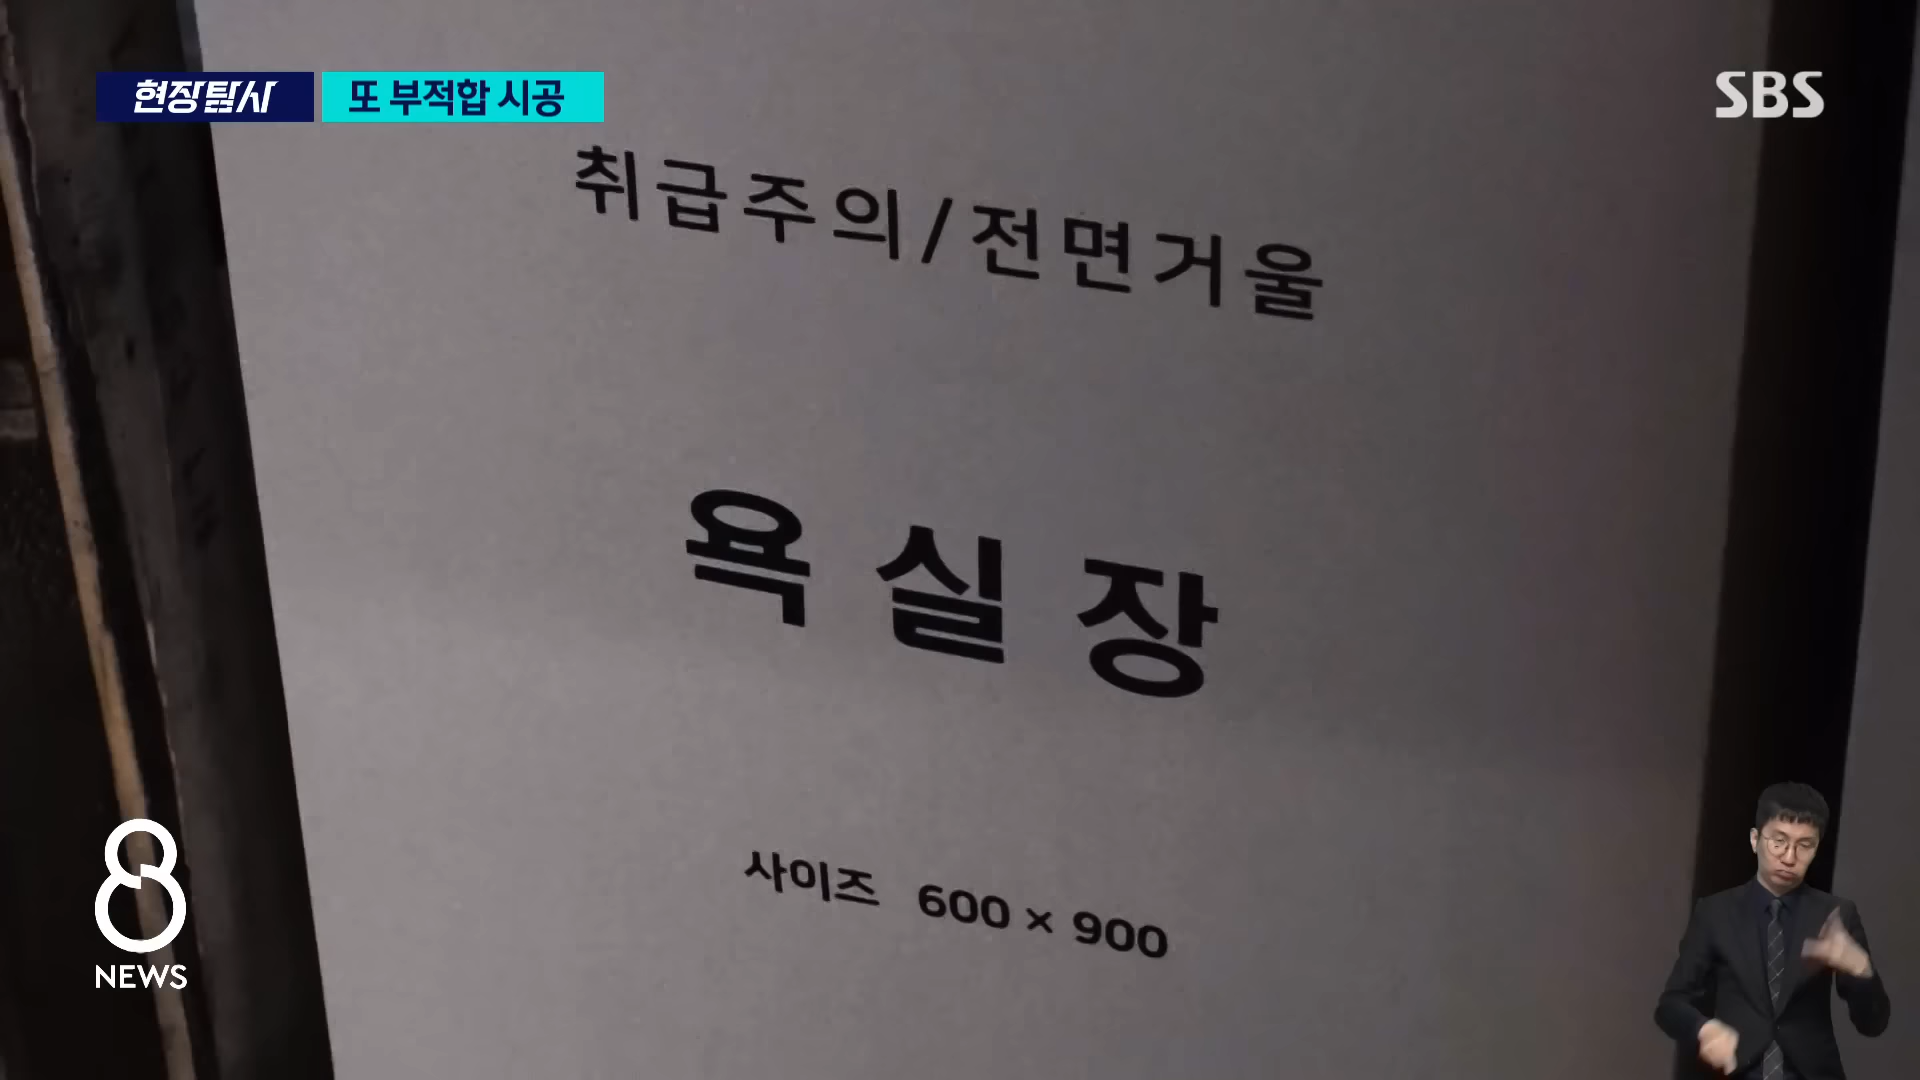 현장탐사 또 부적합 시공
SBS
취급주의/전면거울
욕실장
사이즈 600 × 900
8
NEWS